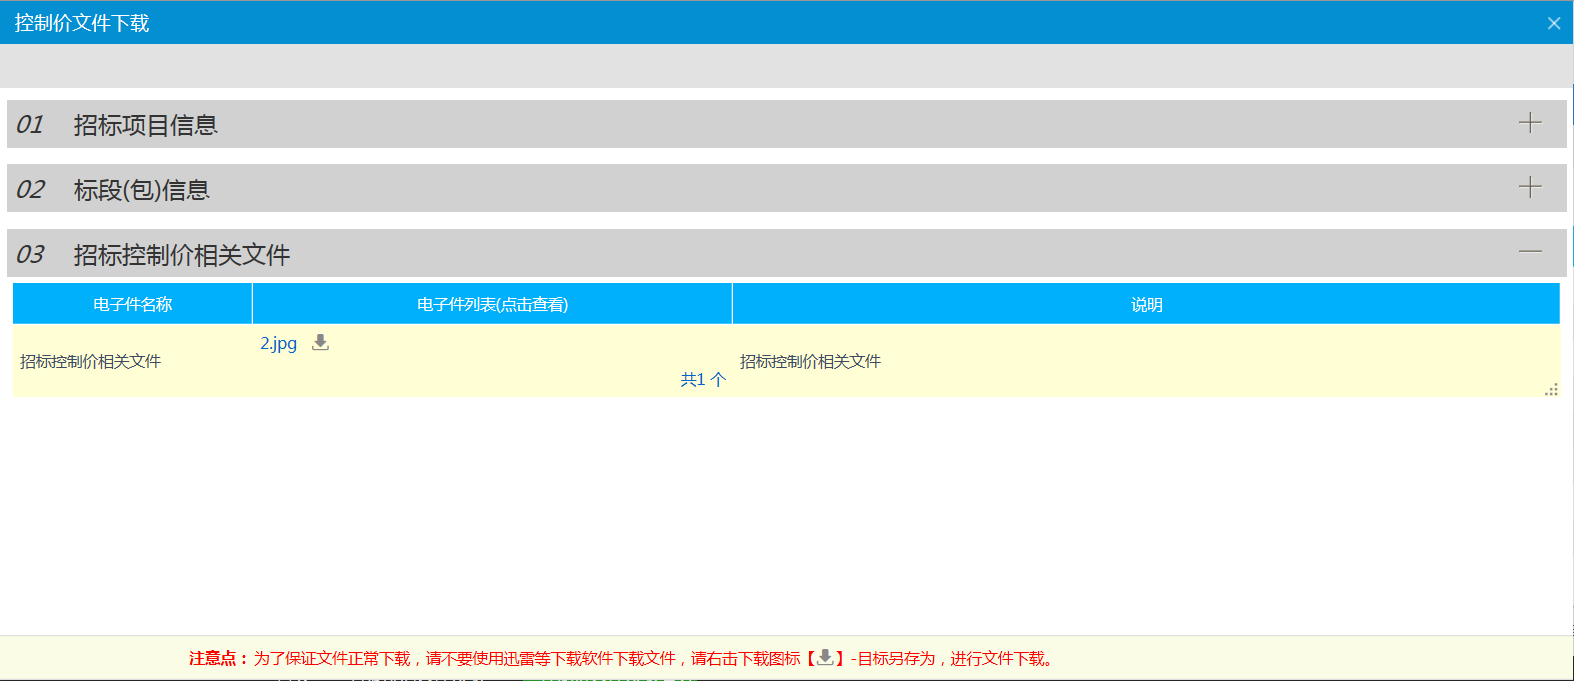 控制价文件下载
01 招标项目信息
02 标段(包)信息
03 招标控制价相关文件
电子件名称 电子件列表(点击查看) 说明
2.jpg
招标控制价相关文件 招标控制价相关文件
共1 个
注意点：为了保证文件正常下载，请不要使用迅雷等下载软件下载文件，请右击下载图标【】-目标另存为，进行文件下载。